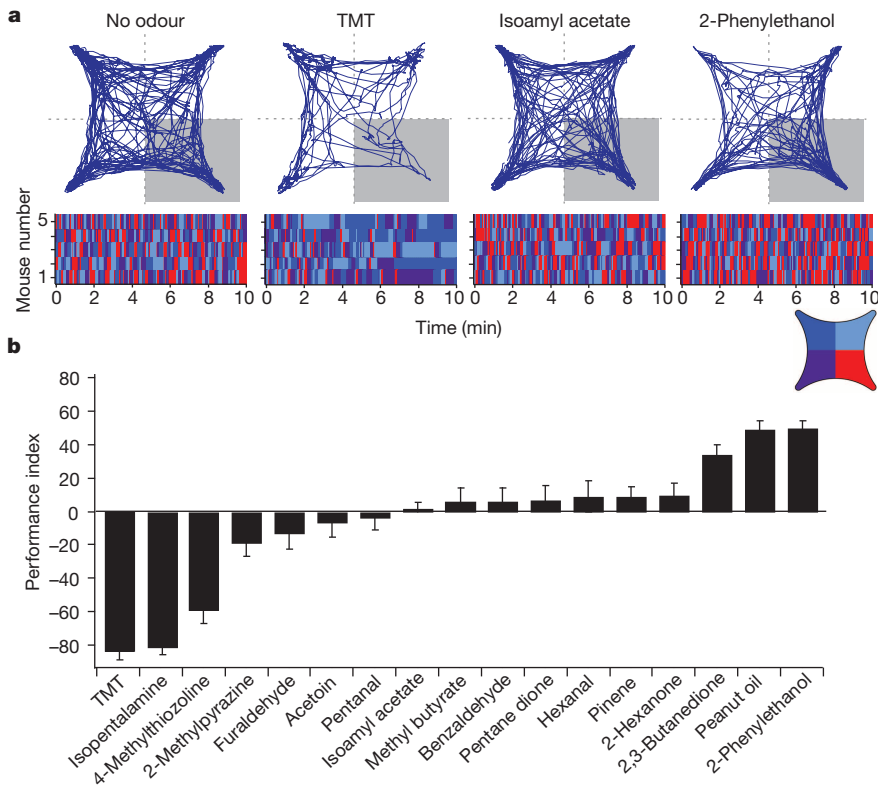 a
No odour
TMT
Isoamyl acetate
2-Phenylethanol
Mouse number
5
1
0 2 4 6 8 10
0 2 4 6 8 10
0 2 4 6 8 10
0 2 4 6 8 10
Time (min)
b
Performance index
80
60
40
20
0
−20
−40
−60
−80
TMT
Isopentalamine
4-Methylthiozoline
2-Methylpyrazine
Furaldehyde
Acetoin
Pentanal
Isoamyl acetate
Methyl butyrate
Benzaldehyde
Pentane dione
Hexanal
Pinene
2-Hexanone
2,3-Butanedione
Peanut oil
2-Phenylethanol